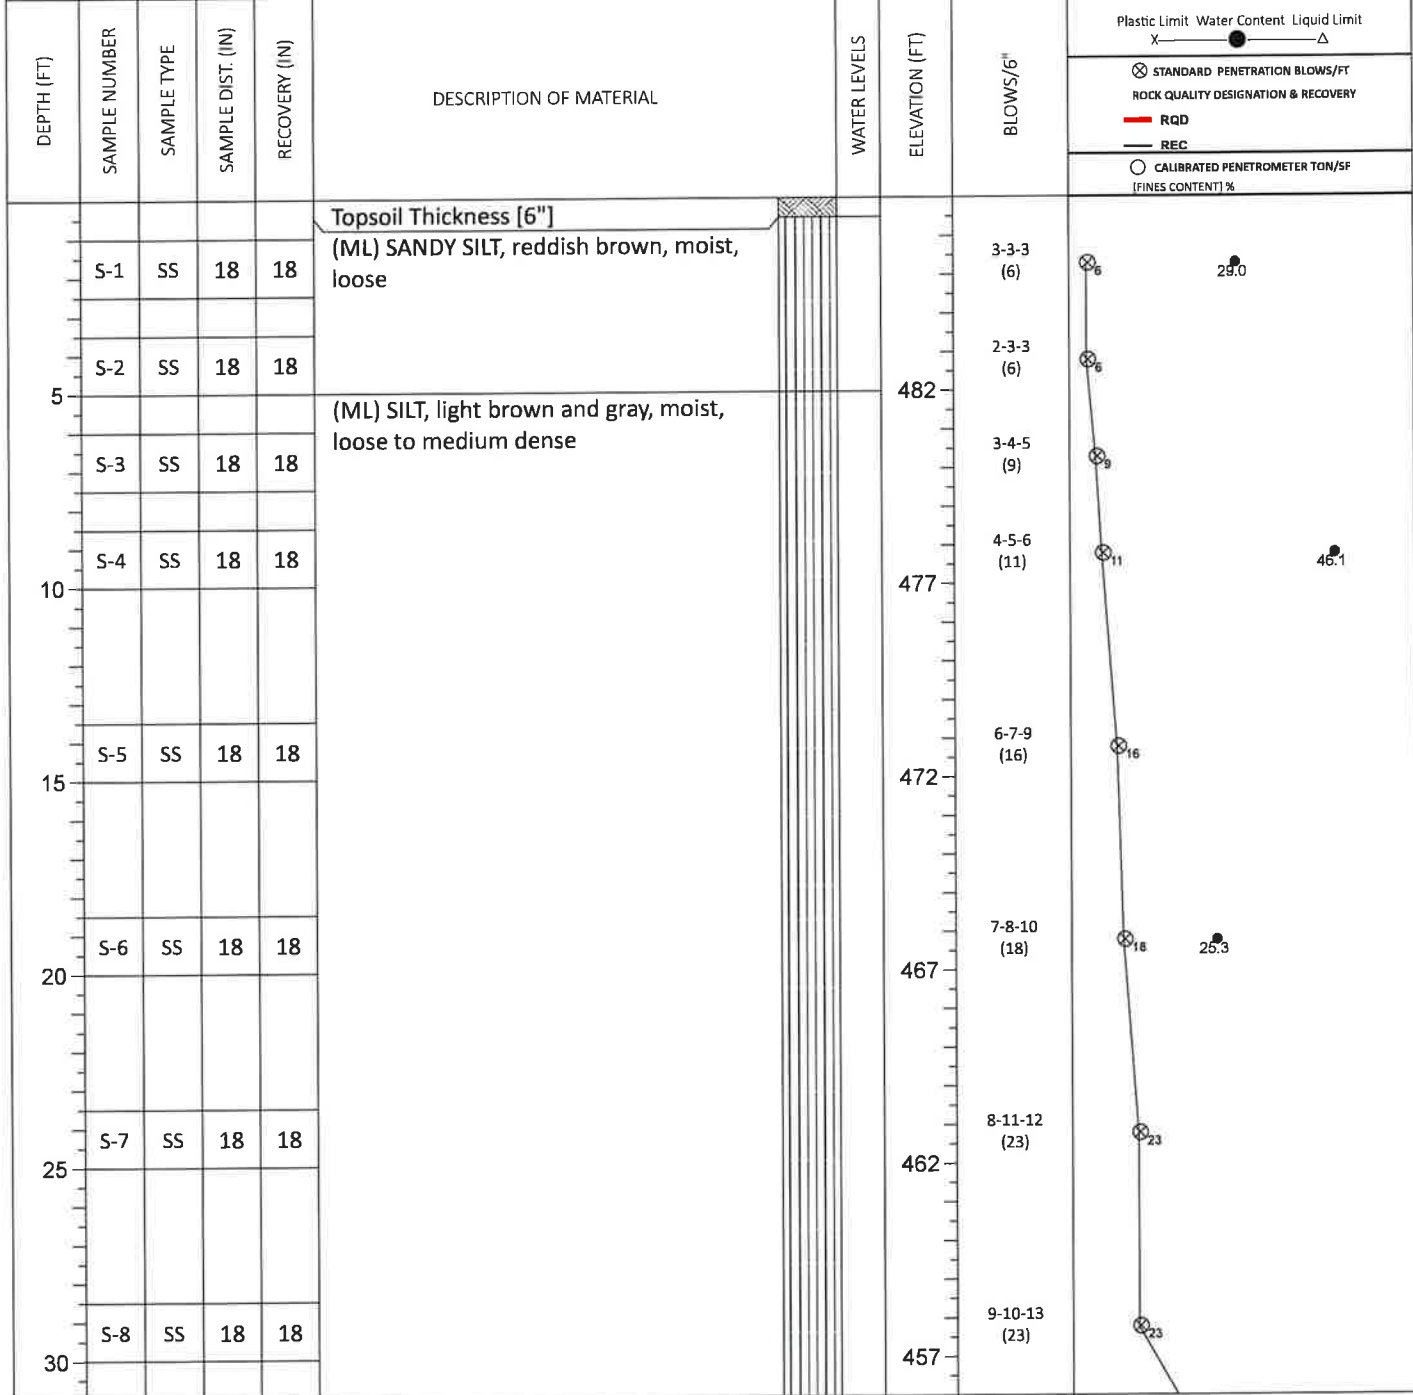 DEPTH (FT)
SAMPLE NUMBER
SAMPLE TYPE
SAMPLE DIST. (IN)
RECOVERY (IN)
DESCRIPTION OF MATERIAL
WATER LEVELS
ELEVATION (FT)
BLOWS/6"
Plastic Limit Water Content Liquid Limit
X
STANDARD PENETRATION BLOWS/FT
ROCK QUALITY DESIGNATION & RECOVERY
RQD
REC
CALIBRATED PENETROMETER TON/SF
[FINES CONTENT] %
Topsoil Thickness [6"]
(ML) SANDY SILT, reddish brown, moist,
loose
S-1 SS 18 18
3-3-3
(6)
6
29.0
S-2 SS 18 18
2-3-3
(6)
6
5
482
(ML) SILT, light brown and gray, moist,
loose to medium dense
S-3 SS 18 18
3-4-5
(9)
9
S-4 SS 18 18
4-5-6
(11)
11
46.1
10
477
S-5 SS 18 18
6-7-9
(16)
16
15
472
S-6 SS 18 18
7-8-10
(18)
18
25.3
20
467
S-7 SS 18 18
8-11-12
(23)
23
25
462
S-8 SS 18 18
9-10-13
(23)
23
30
457